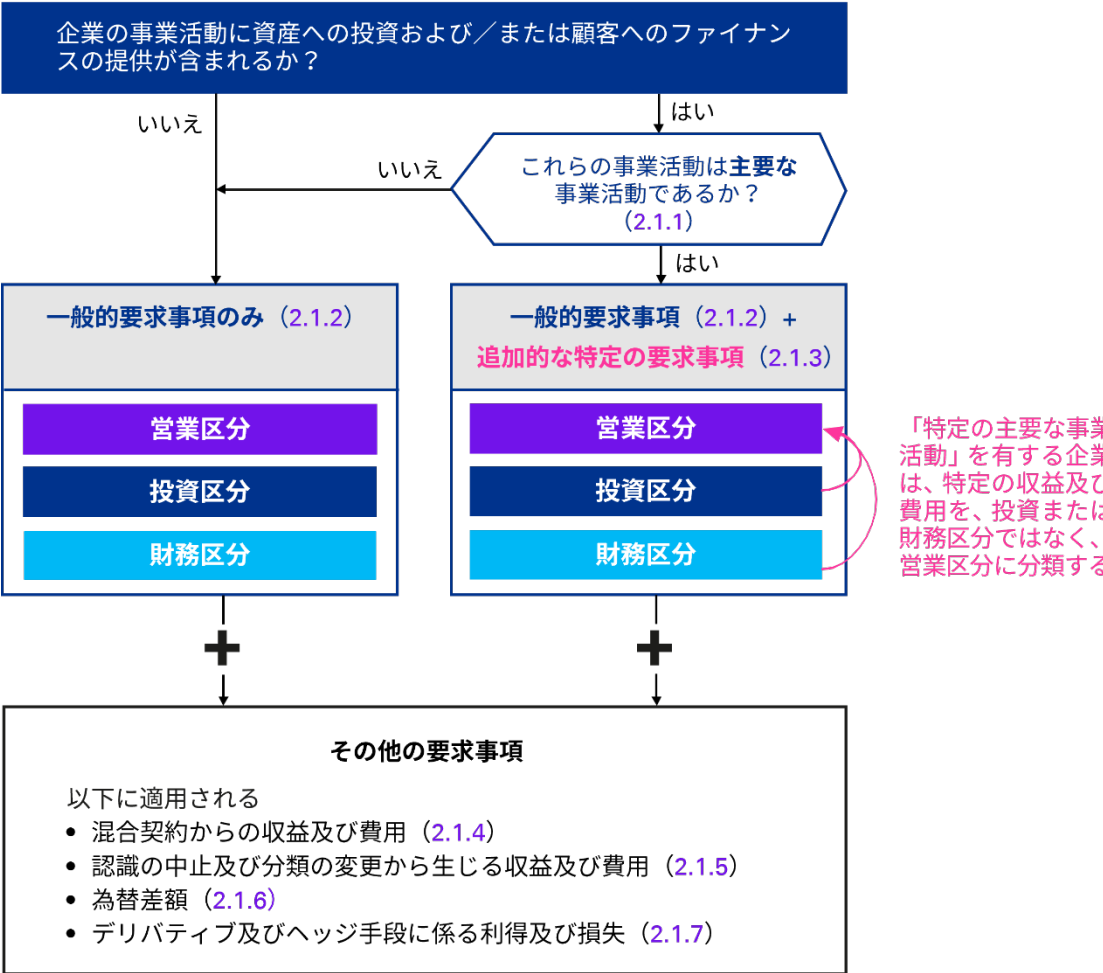 企業の事業活動に資産への投資および／または顧客へのファイナン
スの提供が含まれるか？
いいえ
はい
いいえ
これらの事業活動は主要な
事業活動であるか？
（2.1.1）
はい
一般的要求事項のみ（2.1.2）
一般的要求事項（2.1.2）+
追加的な特定の要求事項（2.1.3）
営業区分
投資区分
財務区分
営業区分
投資区分
財務区分
「特定の主要な事業
活動」を有する企業
は、特定の収益及び
費用を、投資または
財務区分ではなく、
営業区分に分類する
その他の要求事項
以下に適用される
• 混合契約からの収益及び費用（2.1.4）
• 認識の中止及び分類の変更から生じる収益及び費用（2.1.5）
• 為替差額（2.1.6）
• デリバティブ及びヘッジ手段に係る利得及び損失（2.1.7）